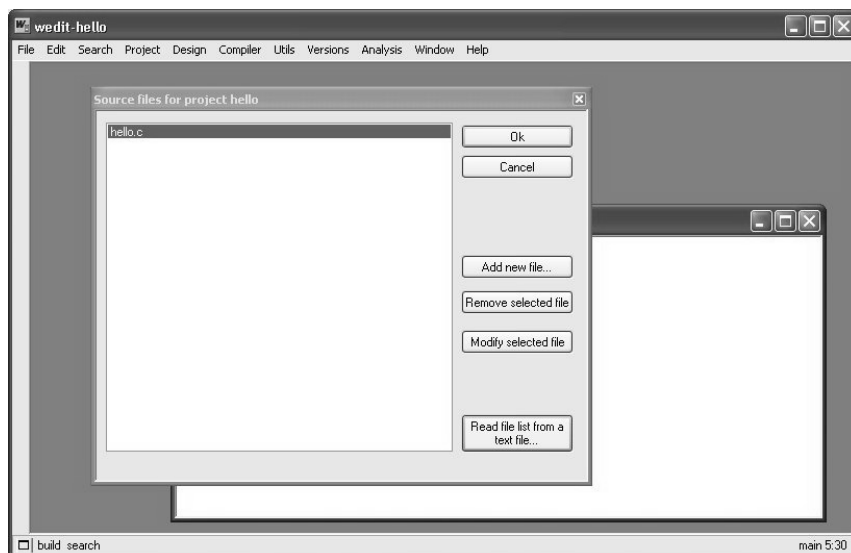 wedit-hello
File Edit Search Project Design Compiler Utils Versions Analysis Window Help
Source files for project hello
hello.c
Ok
Cancel
Add new file...
Remove selected file
Modify selected file
Read file list from a
text file...
build search
main 5:30